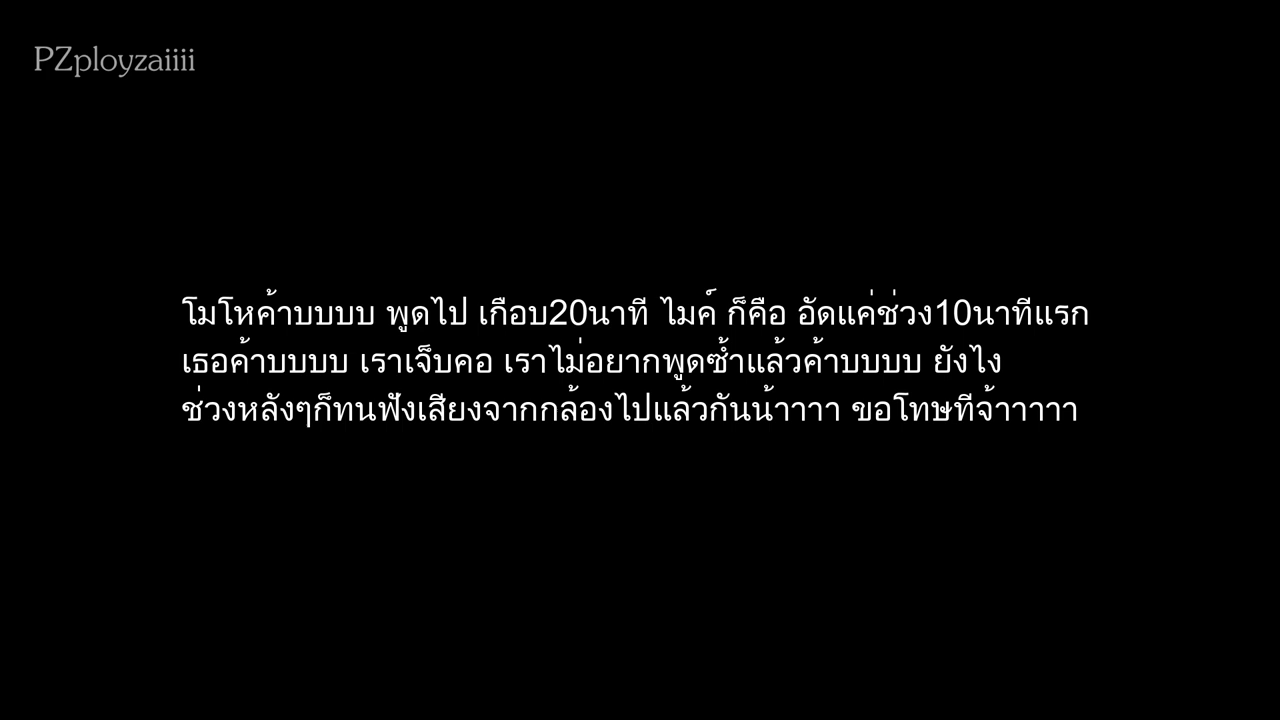 PZployzaiiii
โมโหค้าบบบบ พูดไป เกือบ20นาที ไมค์ ก็คือ อัดแค่ช่วง10นาทีแรก
เธอค้าบบบบ เราเจ็บคอ เราไม่อยากพูดซ้ำแล้วค้าบบบบ ยังไง
ช่วงหลังๆก็ทนฟังเสียงจากกล้องไปแล้วกันน้าาาา ขอโทษทีจ้าาาาา